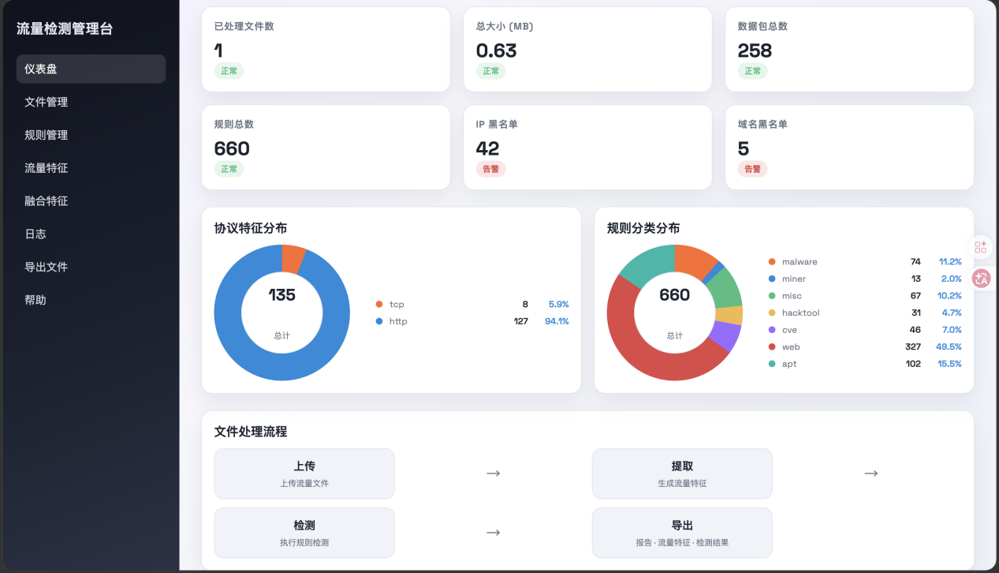 流量检测管理台
仪表盘
文件管理
规则管理
流量特征
融合特征
日志
导出文件
帮助
已处理文件数
1
正常
总大小 (MB)
0.63
正常
数据包总数
258
正常
规则总数
660
正常
IP 黑名单
42
告警
域名黑名单
5
告警
协议特征分布
135
总计
tcp 8 5.9%
http 127 94.1%
规则分类分布
660
总计
malware 74 11.2%
miner 13 2.0%
misc 67 10.2%
hacktool 31 4.7%
cve 46 7.0%
web 327 49.5%
apt 102 15.5%
文件处理流程
上传
上传流量文件
→
提取
生成流量特征
→
检测
执行规则检测
→
导出
报告 · 流量特征 · 检测结果